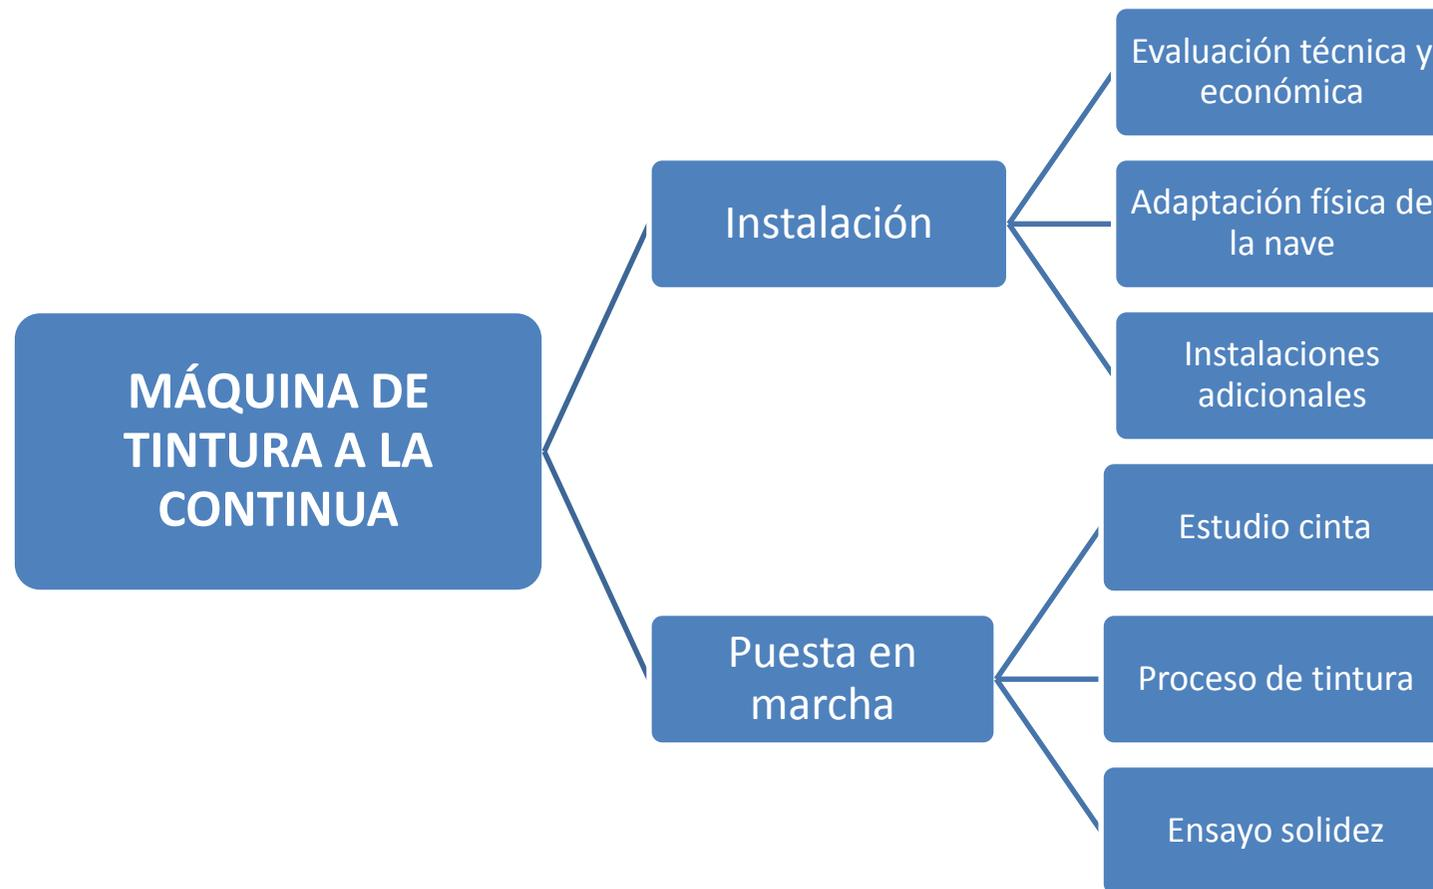 MÁQUINA DE
TINTURA A LA
CONTINUA
Instalación
Evaluación técnica y
económica
Adaptación física de
la nave
Instalaciones
adicionales
Puesta en
marcha
Estudio cinta
Proceso de tintura
Ensayo solidez